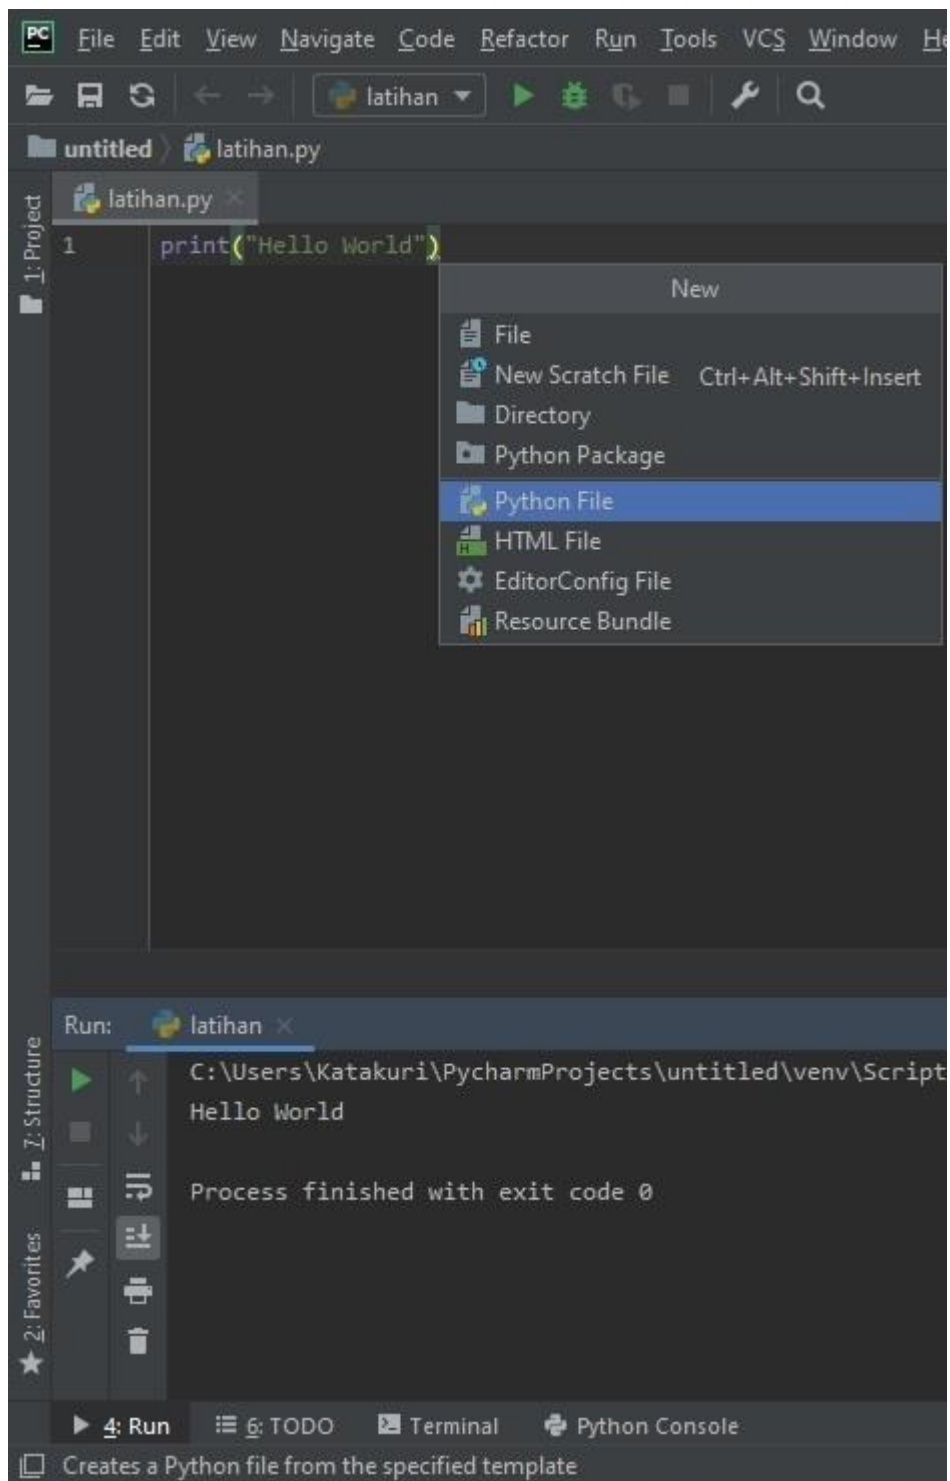 PC File Edit View Navigate Code Refactor Run Tools VCS Window He
latihan
untitled latihan.py
1: Project
latihan.py
1 print("Hello World")
New
File
New Scratch File Ctrl+Alt+Shift+Insert
Directory
Python Package
Python File
HTML File
EditorConfig File
Resource Bundle
Run: latihan
7: Structure
2: Favorites
C:\Users\Katakuri\PycharmProjects\untitled\venv\Script
Hello World
Process finished with exit code 0
4: Run 6: TODO Terminal Python Console
Creates a Python file from the specified template